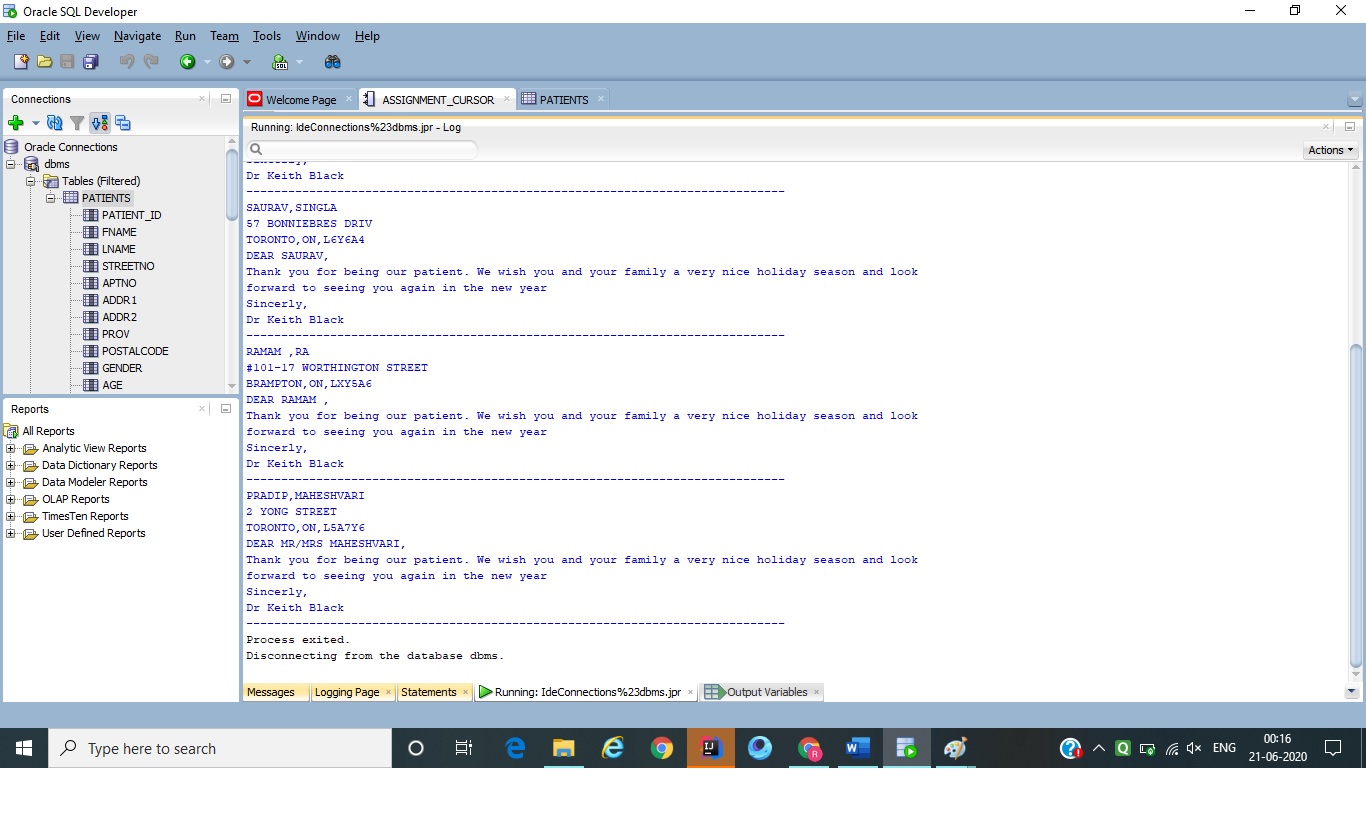 Oracle SQL Developer
File Edit View Navigate Run Team Tools Window Help
SQL
Connections
Oracle Connections
dbms
Tables (Filtered)
PATIENTS
PATIENT_ID
FNAME
LNAME
STREETNO
APTNO
ADDR1
ADDR2
PROV
POSTALCODE
GENDER
AGE
Reports
All Reports
Analytic View Reports
Data Dictionary Reports
Data Modeler Reports
OLAP Reports
TimesTen Reports
User Defined Reports
Welcome Page ASSIGNMENT_CURSOR PATIENTS
Running: IdeConnections%23dbms.jpr - Log
Actions
Sincerly,
Dr Keith Black
-----------------------------------------------------------------------------
SAURAV,SINGLA
57 BONNIEBRES DRIV
TORONTO,ON,L6Y6A4
DEAR SAURAV,
Thank you for being our patient. We wish you and your family a very nice holiday season and look
forward to seeing you again in the new year
Sincerly,
Dr Keith Black
-----------------------------------------------------------------------------
RAMAM ,RA
#101-17 WORTHINGTON STREET
BRAMPTON,ON,LXY5A6
DEAR RAMAM ,
Thank you for being our patient. We wish you and your family a very nice holiday season and look
forward to seeing you again in the new year
Sincerly,
Dr Keith Black
-----------------------------------------------------------------------------
PRADIP,MAHESHVARI
2 YONG STREET
TORONTO,ON,L5A7Y6
DEAR MR/MRS MAHESHVARI,
Thank you for being our patient. We wish you and your family a very nice holiday season and look
forward to seeing you again in the new year
Sincerly,
Dr Keith Black
-----------------------------------------------------------------------------
Process exited.
Disconnecting from the database dbms.
Messages Logging Page Statements Running: IdeConnections%23dbms.jpr Output Variables
Type here to search
ENG
00:16
21-06-2020